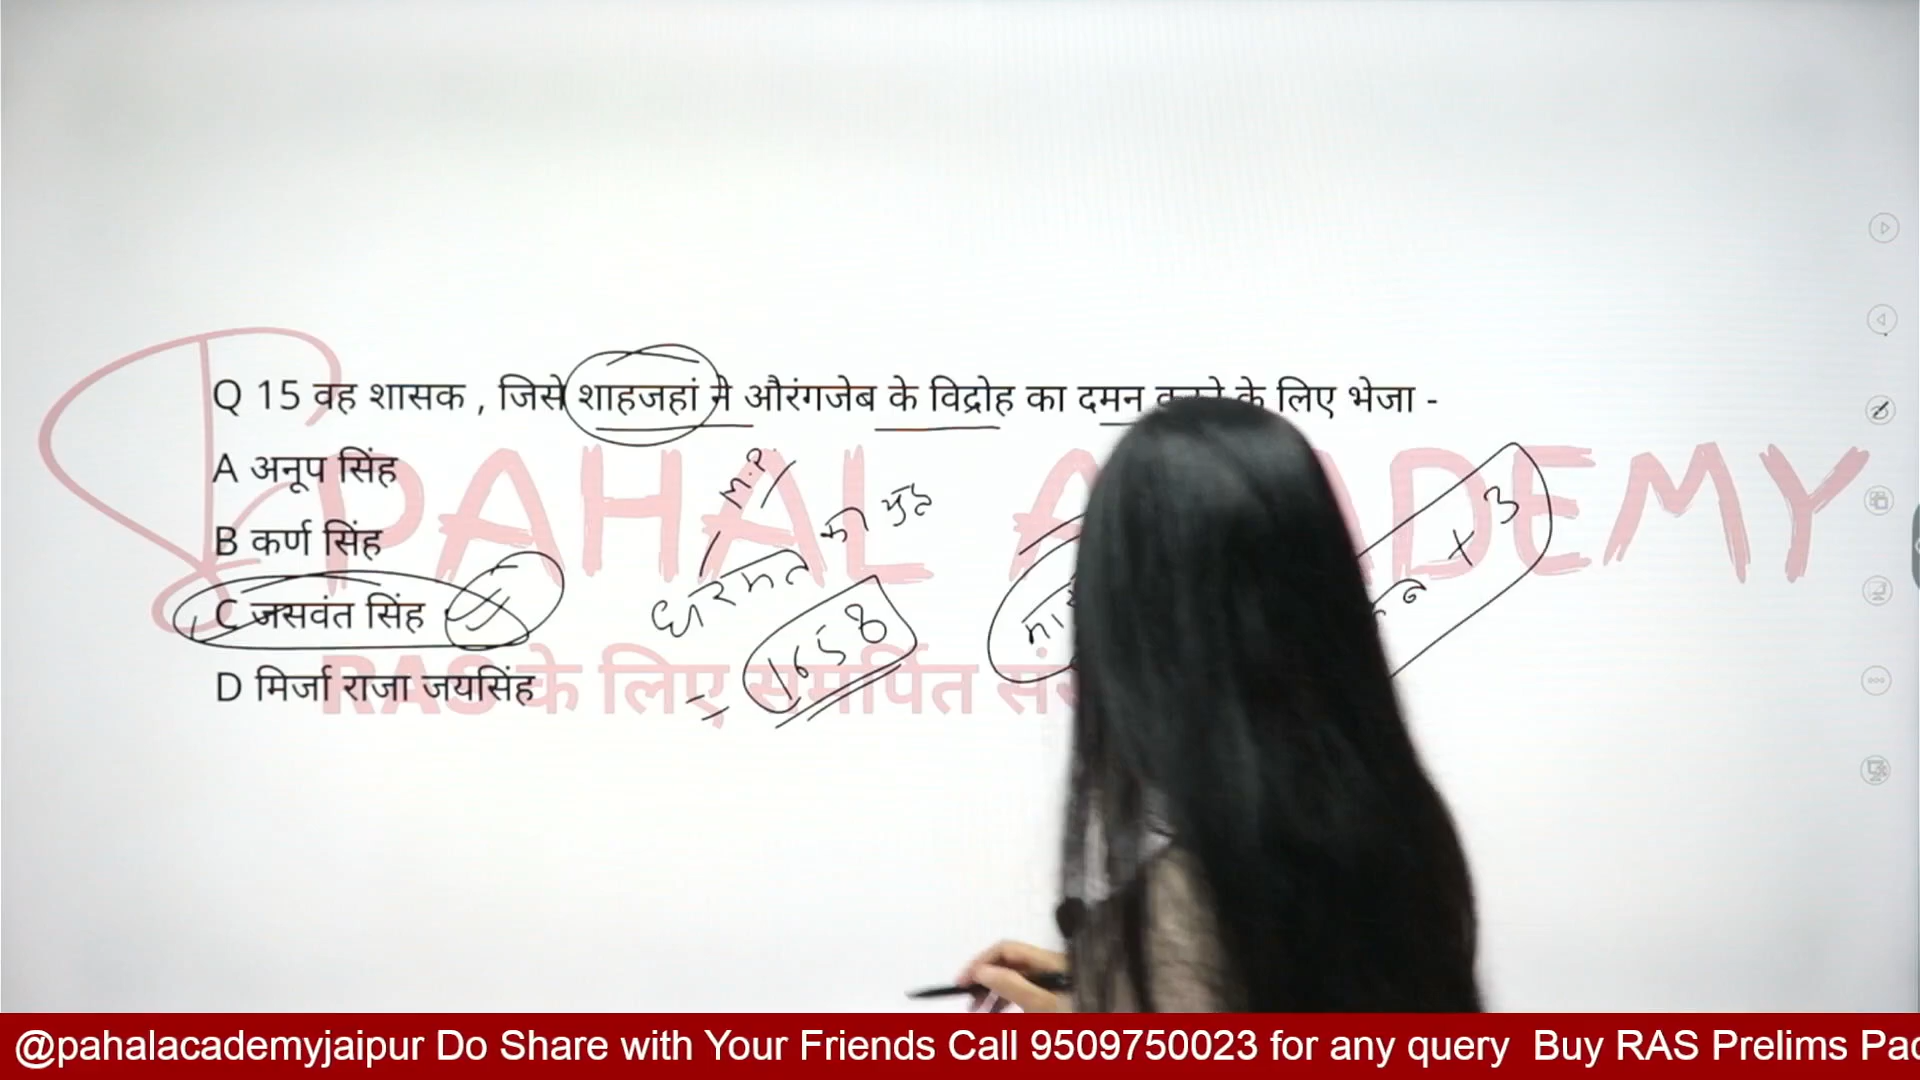 Q 15 वह शासक , जिसे शाहजहां ने औरंगजेब के विद्रोह का दमन करने के लिए भेजा -
A अनूप सिंह
B कर्ण सिंह
C जसवंत सिंह
D मिर्जा राजा जयसिंह
M.P.
धरमत का युद्ध
= 1658
PAHAL ACADEMY
RAS के लिए समर्पित
@pahalacademyjaipur Do Share with Your Friends Call 9509750023 for any query Buy RAS Prelims